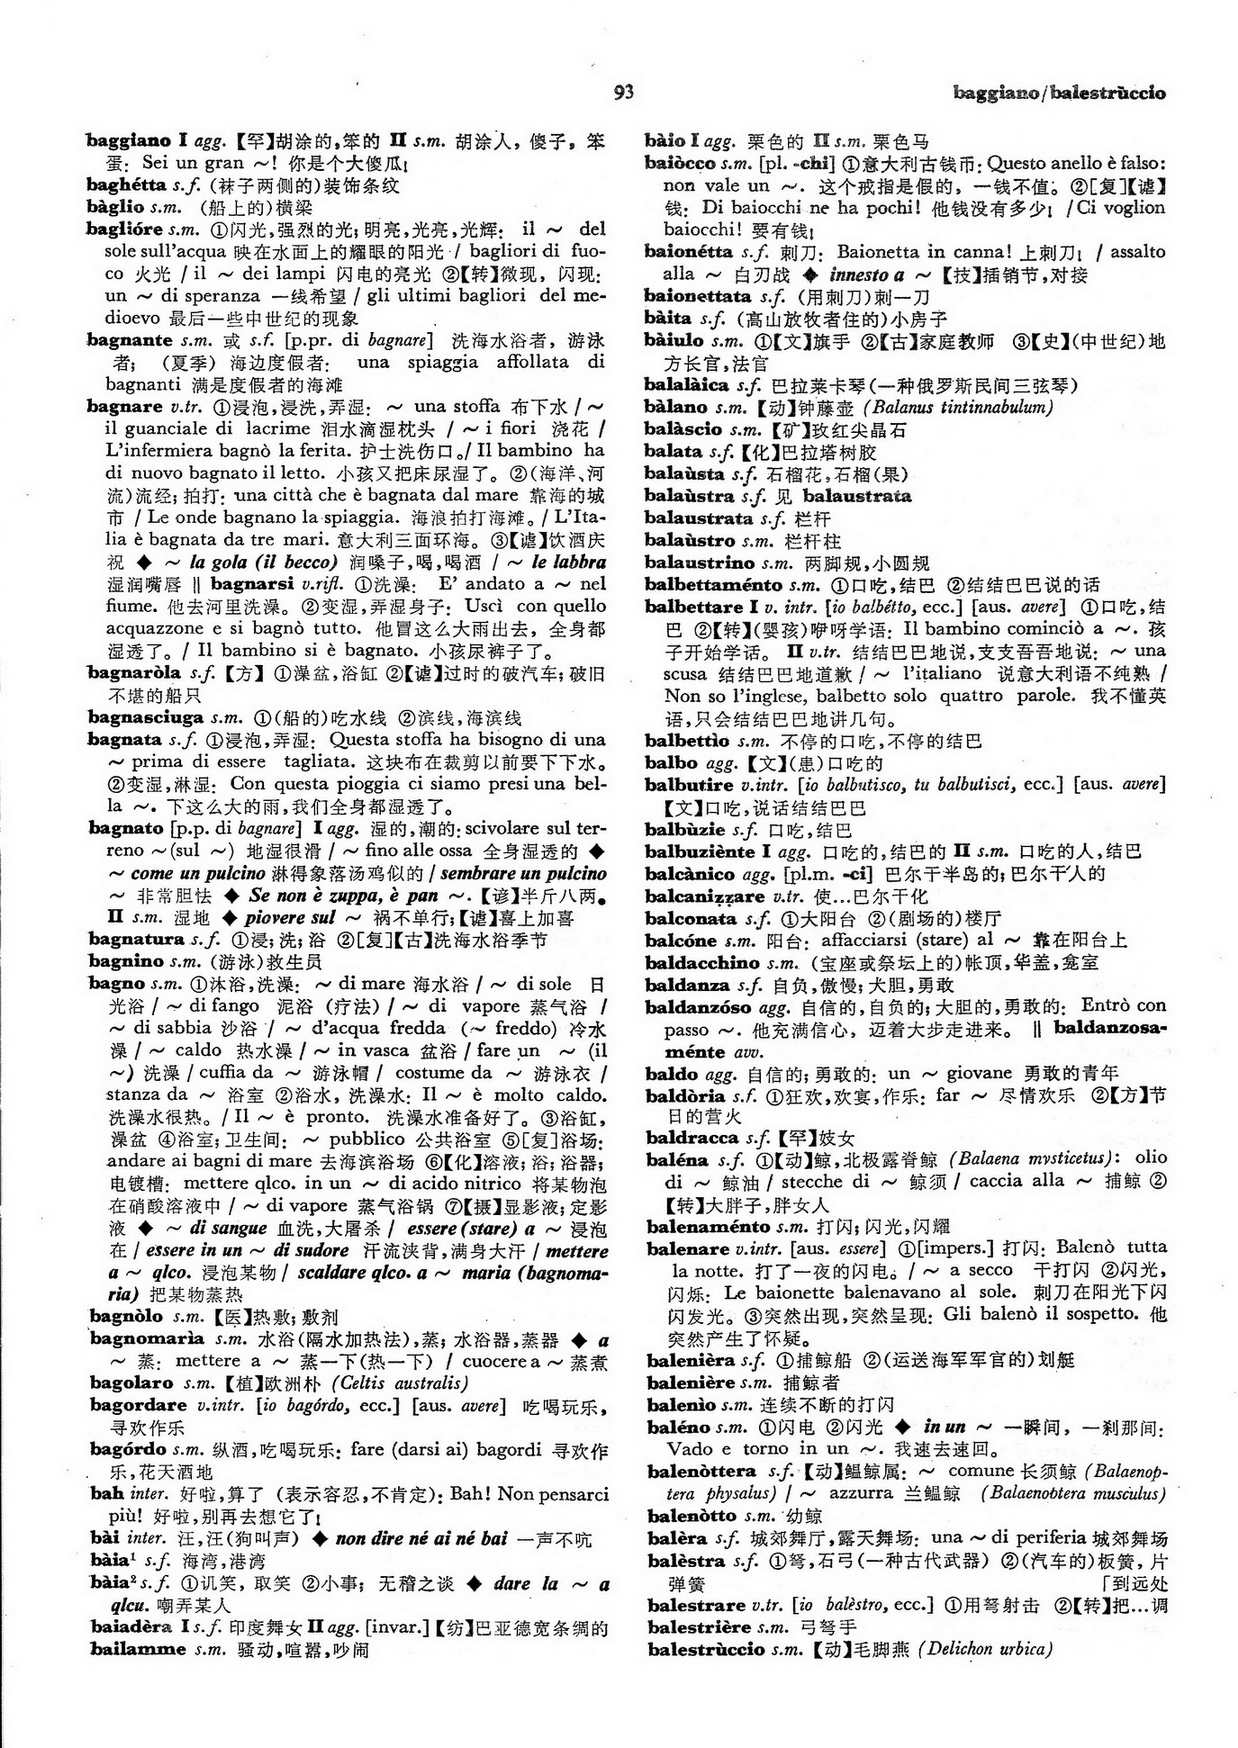 93
baggiano/balestrùccio
baggiano I agg. 【罕】胡涂的,笨的 II s.m. 胡涂人, 傻子, 笨
蛋: Sei un gran ～! 你是个大傻瓜!
baghétta s.f. (袜子两侧的)装饰条纹
bàglio s.m. (船上的)横梁
baglióre s.m. ①闪光,强烈的光;明亮,光亮,光辉: il ～ del
sole sull'acqua 映在水面上的耀眼的阳光 / bagliori di fuo-
co 火光 / il ～ dei lampi 闪电的亮光 ②【转】微现, 闪现:
un ～ di speranza 一线希望 / gli ultimi bagliori del me-
dioevo 最后一些中世纪的现象
bagnante s.m. 或 s.f. [p.pr. di bagnare] 洗海水浴者, 游泳
者; (夏季) 海边度假者: una spiaggia affollata di
bagnanti 满是度假者的海滩
bagnare v.tr. ①浸泡,浸洗,弄湿: ～ una stoffa 布下水 / ～
il guanciale di lacrime 泪水滴湿枕头 / ～ i fiori 浇花 /
L'infermiera bagnò la ferita. 护士洗伤口。/ Il bambino ha
di nuovo bagnato il letto. 小孩又把床尿湿了。②(海洋、河
流)流经;拍打: una città che è bagnata dal mare 靠海的城
市 / Le onde bagnano la spiaggia. 海浪拍打海滩。/ L'Ita-
lia è bagnata da tre mari. 意大利三面环海。③【谑】饮酒庆
祝 ◆ ～ la gola (il becco) 润嗓子,喝,喝酒 / ～ le labbra
湿润嘴唇 ‖ bagnarsi v.rifl. ①洗澡: E' andato a ～ nel
fiume. 他去河里洗澡。②变湿,弄湿身子: Uscì con quello
acquazzone e si bagnò tutto. 他冒这么大雨出去, 全身都
湿透了。/ Il bambino si è bagnato. 小孩尿裤子了。
bagnaròla s.f. 【方】 ①澡盆,浴缸 ②【谑】过时的破汽车;破旧
不堪的船只
bagnasciuga s.m. ①(船的)吃水线 ②滨线,海滨线
bagnata s.f. ①浸泡,弄湿: Questa stoffa ha bisogno di una
～ prima di essere tagliata. 这块布在裁剪以前要下下水。
②变湿,淋湿: Con questa pioggia ci siamo presi una bel-
la ～. 下这么大的雨,我们全身都湿透了。
bagnato [p.p. di bagnare] I agg. 湿的,潮的: scivolare sul ter-
reno ～(sul ～) 地湿很滑 / ～ fino alle ossa 全身湿透的 ◆
～ come un pulcino 淋得象落汤鸡似的 / sembrare un pulcino
～ 非常胆怯 ◆ Se non è zuppa, è pan ～. 【谚】半斤八两。
II s.m. 湿地 ◆ piovere sul ～ 祸不单行;【谑】喜上加喜
bagnatura s.f. ①浸;洗;浴 ②[复]【古】洗海水浴季节
bagnino s.m. (游泳)救生员
bagno s.m. ①沐浴,洗澡: ～ di mare 海水浴 / ～ di sole 日
光浴 / ～ di fango 泥浴 (疗法) / ～ di vapore 蒸气浴 /
～ di sabbia 沙浴 / ～ d'acqua fredda (～ freddo) 冷水
澡 / ～ caldo 热水澡 / ～ in vasca 盆浴 / fare un ～ (il
～) 洗澡 / cuffia da ～ 游泳帽 / costume da ～ 游泳衣 /
stanza da ～ 浴室 ②浴水, 洗澡水: Il ～ è molto caldo.
洗澡水很热。/ Il ～ è pronto. 洗澡水准备好了。③浴缸,
澡盆 ④浴室;卫生间: ～ pubblico 公共浴室 ⑤[复]浴场:
andare ai bagni di mare 去海滨浴场 ⑥【化】溶液;浴;浴器;
电镀槽: mettere qlco. in un ～ di acido nitrico 将某物泡
在硝酸溶液中 / ～ di vapore 蒸气浴锅 ⑦【摄】显影液;定影
液 ◆ ～ di sangue 血洗,大屠杀 / essere (stare) a ～ 浸泡
在 / essere in un ～ di sudore 汗流浃背,满身大汗 / mettere
a ～ qlco. 浸泡某物 / scaldare qlco. a ～ maria (bagnoma-
ria) 把某物蒸热
bagnòlo s.m. 【医】热敷;敷剂
bagnomarìa s.m. 水浴(隔水加热法),蒸;水浴器,蒸器 ◆ a
～ 蒸: mettere a ～ 蒸一下(热一下) / cuocere a ～ 蒸煮
bagolaro s.m. 【植】欧洲朴 (Celtis australis)
bagordare v.intr. [io bagórdo, ecc.] [aus. avere] 吃喝玩乐,
寻欢作乐
bagórdo s.m. 纵酒,吃喝玩乐: fare (darsi ai) bagordi 寻欢作
乐,花天酒地
bah inter. 好啦,算了 (表示容忍,不肯定): Bah! Non pensarci
più! 好啦,别再去想它了!
bài inter. 汪,汪(狗叫声) ◆ non dire né ai né bai 一声不吭
bàia¹ s.f. 海湾,港湾
bàia² s.f. ①讥笑, 取笑 ②小事; 无稽之谈 ◆ dare la ～ a
qlcu. 嘲弄某人
baiadèra I s.f. 印度舞女 II agg. [invar.] 【纺】巴亚德宽条绸的
bailamme s.m. 骚动,喧嚣,吵闹
bàio I agg. 栗色的 II s.m. 栗色马
baiòcco s.m. [pl. -chi] ①意大利古钱币: Questo anello è falso:
non vale un ～. 这个戒指是假的, 一钱不值。②[复]【谑】
钱: Di baiocchi ne ha pochi! 他钱没有多少! / Ci voglion
baiocchi! 要有钱!
baionétta s.f. 刺刀: Baionetta in canna! 上刺刀! / assalto
alla ～ 白刃战 ◆ innesto a ～ 【技】插销节,对接
baionettata s.f. (用刺刀)刺一刀
bàita s.f. (高山放牧者住的)小房子
bàiulo s.m. ①【文】旗手 ②【古】家庭教师 ③【史】(中世纪)地
方长官,法官
balalàica s.f. 巴拉莱卡琴(一种俄罗斯民间三弦琴)
bàlano s.m. 【动】钟藤壶 (Balanus tintinnabulum)
balàscio s.m. 【矿】玫红尖晶石
balata s.f. 【化】巴拉塔树胶
balaùsta s.f. 石榴花,石榴(果)
balaùstra s.f. 见 balaustrata
balaustrata s.f. 栏杆
balaùstro s.m. 栏杆柱
balaustrino s.m. 两脚规,小圆规
balbettaménto s.m. ①口吃,结巴 ②结结巴巴说的话
balbettare I v. intr. [io balbétto, ecc.] [aus. avere] ①口吃,结
巴 ②【转】(婴孩)咿呀学语: Il bambino cominciò a ～. 孩
子开始学话。 II v.tr. 结结巴巴地说,支支吾吾地说: ～ una
scusa 结结巴巴地道歉 / ～ l'italiano 说意大利语不纯熟 /
Non so l'inglese, balbetto solo quattro parole. 我不懂英
语,只会结结巴巴地讲几句。
balbettìo s.m. 不停的口吃,不停的结巴
balbo agg. 【文】(患)口吃的
balbutire v.intr. [io balbutisco, tu balbutisci, ecc.] [aus. avere]
【文】口吃,说话结结巴巴
balbùzie s.f. 口吃,结巴
balbuziènte I agg. 口吃的,结巴的 II s.m. 口吃的人,结巴
balcànico agg. [pl.m. -ci] 巴尔干半岛的;巴尔干人的
balcanizzare v.tr. 使…巴尔干化
balconata s.f. ①大阳台 ②(剧场的)楼厅
balcóne s.m. 阳台: affacciarsi (stare) al ～ 靠在阳台上
baldacchino s.m. (宝座或祭坛上的)帐顶,华盖,龛室
baldanza s.f. 自负,傲慢;大胆,勇敢
baldanzóso agg. 自信的,自负的;大胆的,勇敢的: Entrò con
passo ～. 他充满信心, 迈着大步走进来。 ‖ baldanzosa-
ménte avv.
baldo agg. 自信的;勇敢的: un ～ giovane 勇敢的青年
baldòria s.f. ①狂欢,欢宴,作乐: far ～ 尽情欢乐 ②【方】节
日的营火
baldracca s.f. 【罕】妓女
baléna s.f. ①【动】鲸,北极露脊鲸 (Balaena mysticetus): olio
di ～ 鲸油 / stecche di ～ 鲸须 / caccia alla ～ 捕鲸 ②
【转】大胖子,胖女人
balenaménto s.m. 打闪;闪光,闪耀
balenare v.intr. [aus. essere] ①[impers.] 打闪: Balenò tutta
la notte. 打了一夜的闪电。/ ～ a secco 干打闪 ②闪光,
闪烁: Le baionette balenavano al sole. 刺刀在阳光下闪
闪发光。③突然出现,突然呈现: Gli balenò il sospetto. 他
突然产生了怀疑。
balenièra s.f. ①捕鲸船 ②(运送海军军官的)划艇
balenière s.m. 捕鲸者
balenìo s.m. 连续不断的打闪
baléno s.m. ①闪电 ②闪光 ◆ in un ～ 一瞬间, 一刹那间:
Vado e torno in un ～. 我速去速回。
balenòttera s.f. 【动】鳁鲸属: ～ comune 长须鲸 (Balaenop-
tera physalus) / ～ azzurra 兰鳁鲸 (Balaenoptera musculus)
balenòtto s.m. 幼鲸
balèra s.f. 城郊舞厅,露天舞场: una ～ di periferia 城郊舞场
balèstra s.f. ①弩,石弓(一种古代武器) ②(汽车的)板簧, 片
弹簧 「到远处
balestrare v.tr. [io balèstro, ecc.] ①用弩射击 ②【转】把…调
balestrière s.m. 弓弩手
balestrùccio s.m. 【动】毛脚燕 (Delichon urbica)